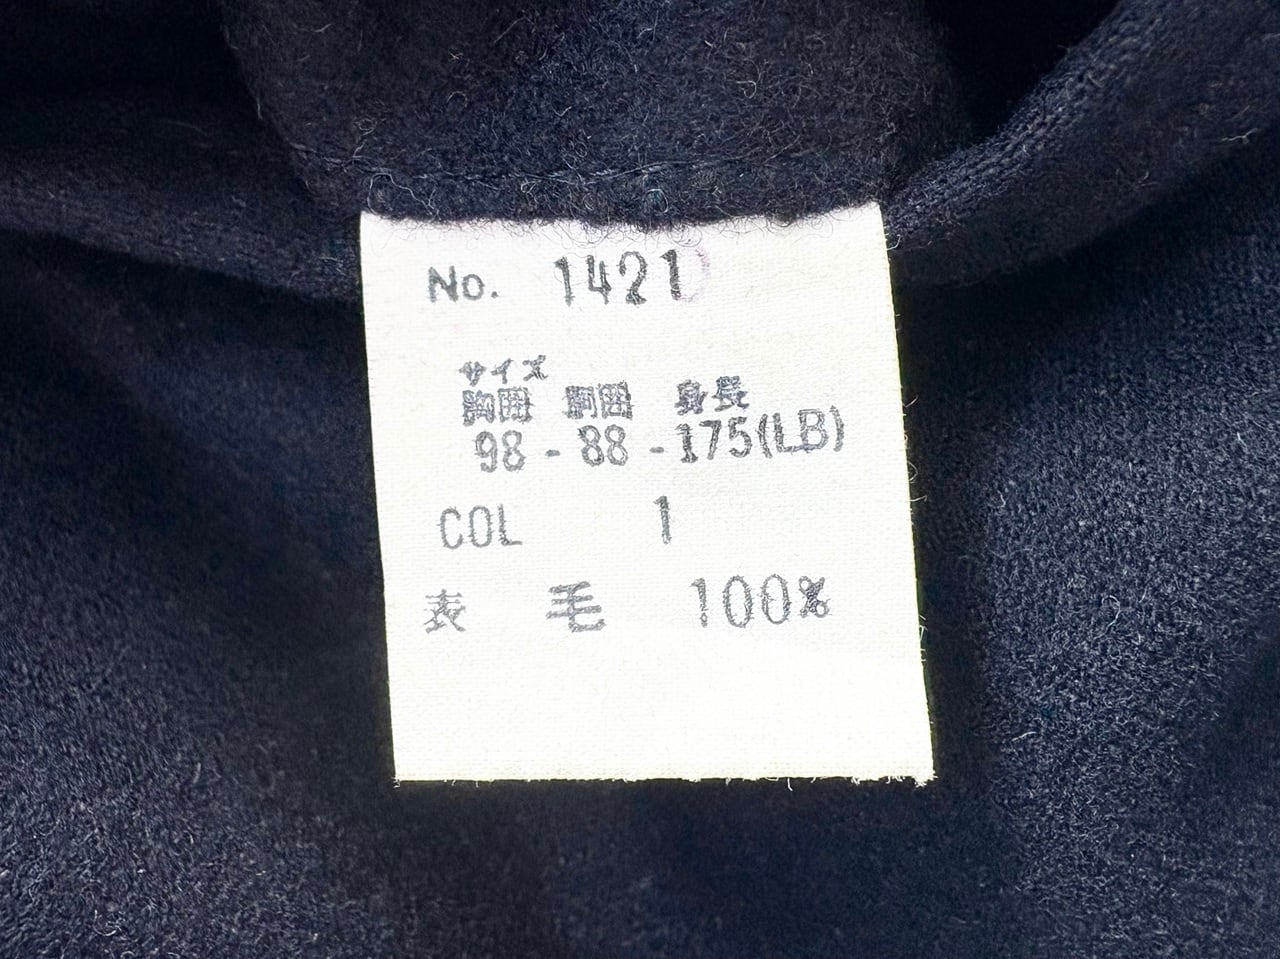 No. 1421
サイズ
胸囲 胴囲 身長
98-88-175(LB)
COL 1
表 毛 100%